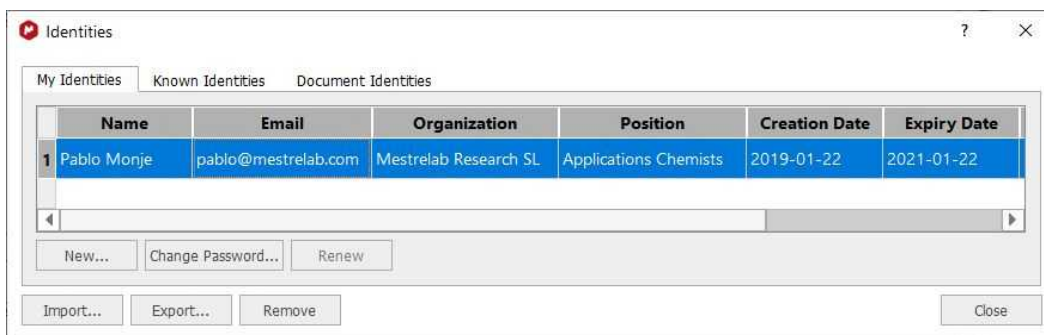 Identities ?
My Identities Known Identities Document Identities
Name Email Organization Position Creation Date Expiry Date
1 Pablo Monje pablo@mestrelab.com Mestrelab Research SL Applications Chemists 2019-01-22 2021-01-22
New... Change Password... Renew
Import... Export... Remove Close